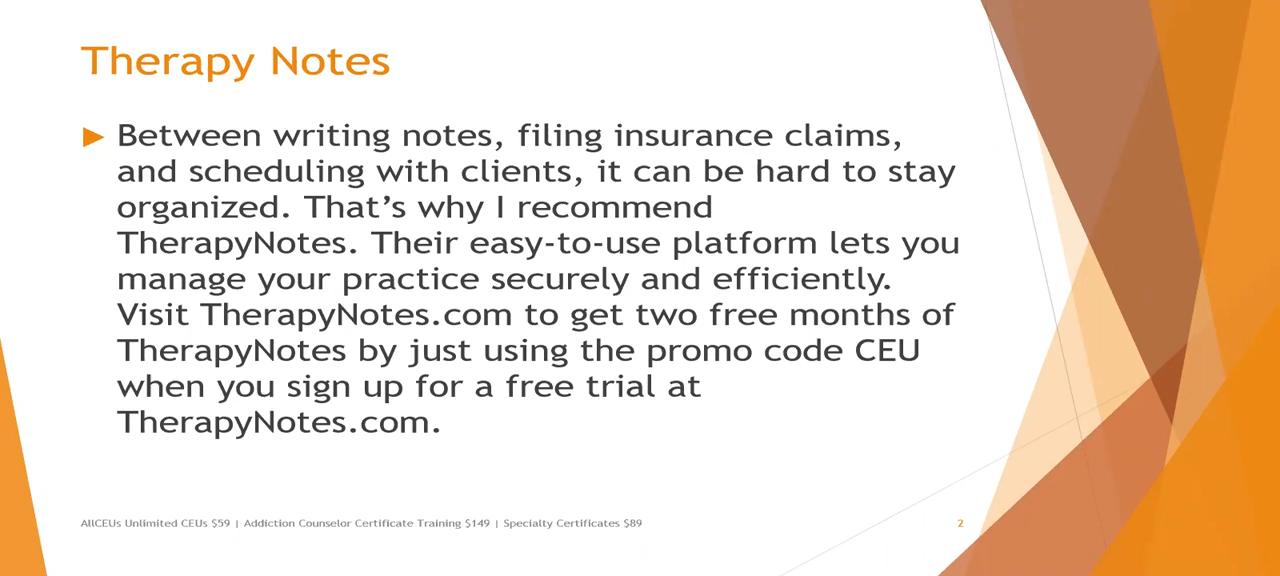 Therapy Notes
Between writing notes, filing insurance claims,
and scheduling with clients, it can be hard to stay
organized. That’s why I recommend
TherapyNotes. Their easy-to-use platform lets you
manage your practice securely and efficiently.
Visit TherapyNotes.com to get two free months of
TherapyNotes by just using the promo code CEU
when you sign up for a free trial at
TherapyNotes.com.
AllCEUs Unlimited CEUs $59 | Addiction Counselor Certificate Training $149 | Specialty Certificates $89
2